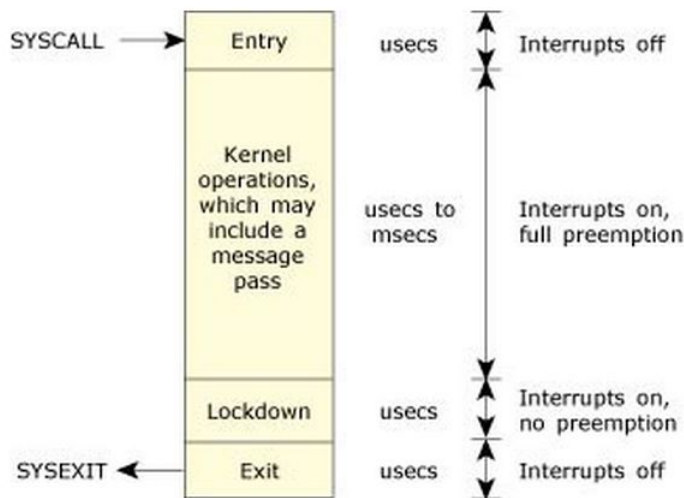 SYSCALL
Entry
usecs
Interrupts off
Kernel
operations,
which may
include a
message
pass
usecs to
msecs
Interrupts on,
full preemption
Lockdown
usecs
Interrupts on,
no preemption
SYSEXIT
Exit
usecs
Interrupts off